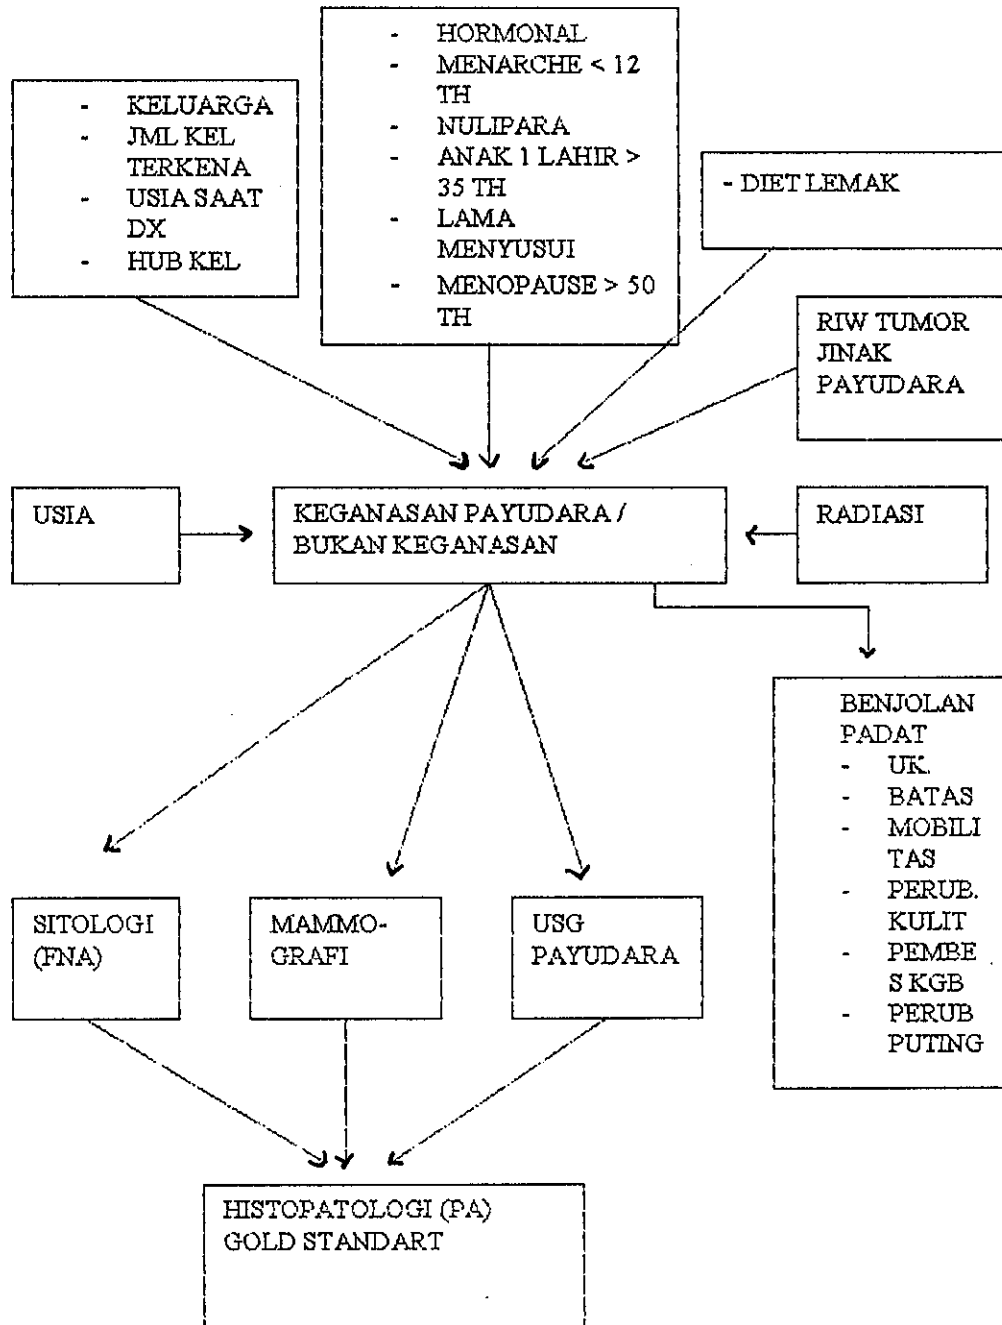 - KELUARGA
- JML KEL
TERKENA
- USIA SAAT
DX
- HUB KEL
- HORMONAL
- MENARCHE < 12
TH
- NULIPARA
- ANAK 1 LAHIR >
35 TH
- LAMA
MENYUSUI
- MENOPAUSE > 50
TH
- DIET LEMAK
RIW TUMOR
JINAK
PAYUDARA
USIA
KEGANASAN PAYUDARA /
BUKAN KEGANASAN
RADIASI
BENJOLAN
PADAT
- UK.
- BATAS
- MOBILI
TAS
- PERUB.
KULIT
- PEMBE
S KGB
- PERUB
PUTING
SITOLOGI
(FNA)
MAMMO-
GRAFI
USG
PAYUDARA
HISTOPATOLOGI (PA)
GOLD STANDART